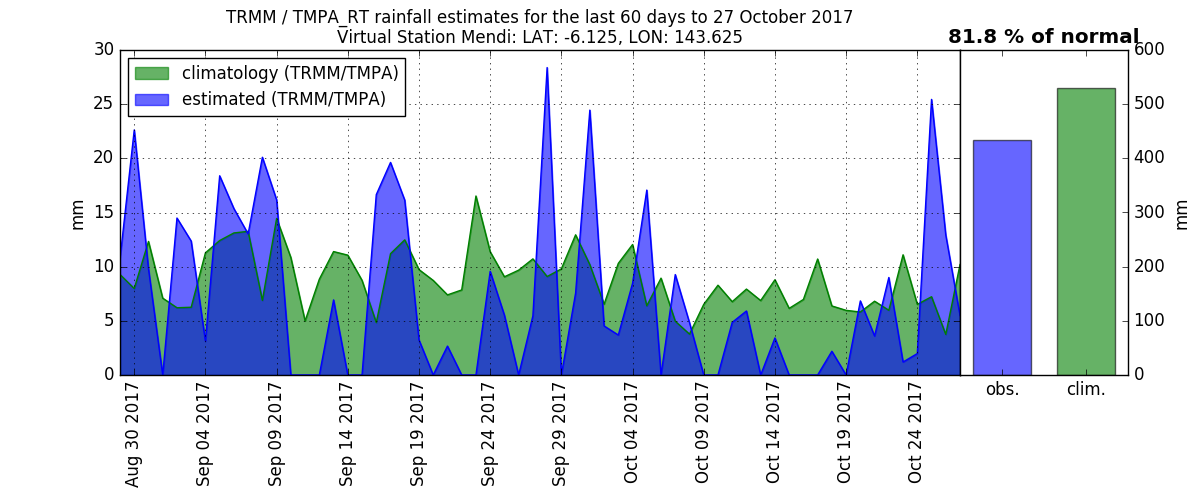 TRMM / TMPA_RT rainfall estimates for the last 60 days to 27 October 2017
Virtual Station Mendi: LAT: -6.125, LON: 143.625
81.8 % of normal
climatology (TRMM/TMPA)
estimated (TRMM/TMPA)
30
25
20
15
10
5
0
mm
Aug 30 2017
Sep 04 2017
Sep 09 2017
Sep 14 2017
Sep 19 2017
Sep 24 2017
Sep 29 2017
Oct 04 2017
Oct 09 2017
Oct 14 2017
Oct 19 2017
Oct 24 2017
600
500
400
300
200
100
0
mm
obs.
clim.